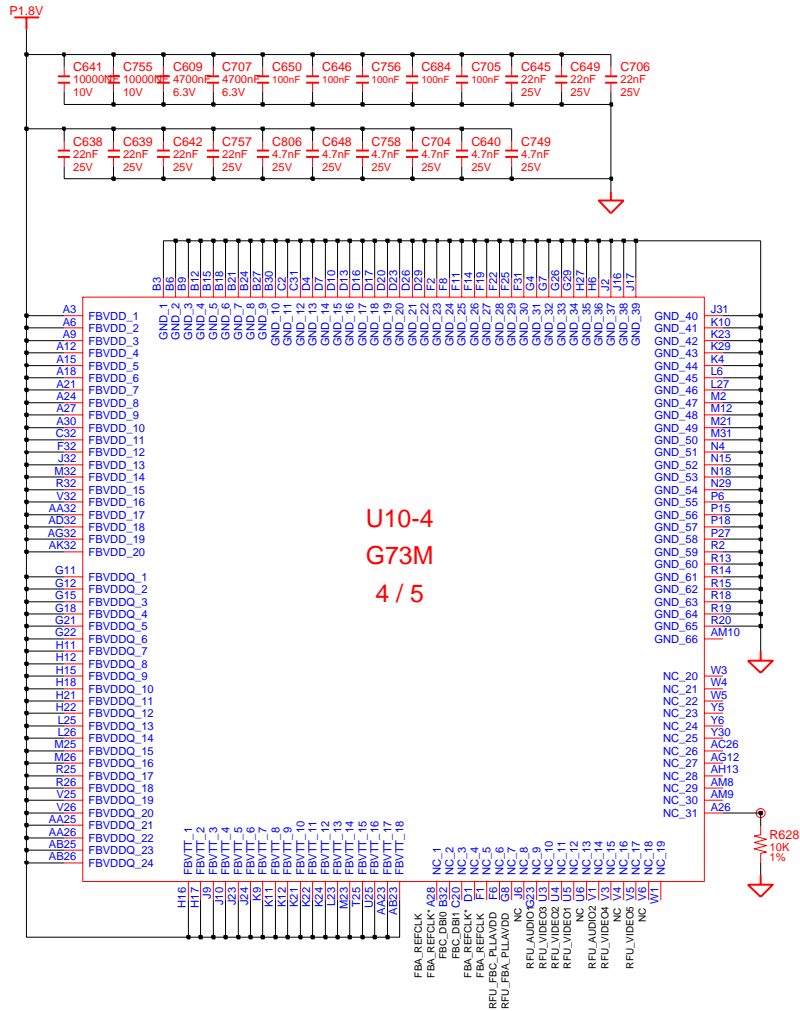 P1.8V
C641 C755 C609 C707 C650 C646 C756 C684 C705 C645 C649 C706
10000NF 10000NF 4700nF 4700nF 100nF 100nF 100nF 100nF 100nF 22nF 22nF 22nF
10V 10V 6.3V 6.3V 25V 25V 25V
C638 C639 C642 C757 C806 C648 C758 C704 C640 C749
22nF 22nF 22nF 22nF 4.7nF 4.7nF 4.7nF 4.7nF 4.7nF 4.7nF
25V 25V 25V 25V 25V 25V 25V 25V 25V 25V
B3 B6 B9 B12 B15 B18 B21 B24 B27 B30 C2 C31 D4 D7 D10 D13 D16 D17 D20 D23 D26 D29 F2 F8 F11 F14 F19 F22 F25 F31 G4 G7 G26 G29 H27 H6 J2 J16 J17
GND_1 GND_2 GND_3 GND_4 GND_5 GND_6 GND_7 GND_8 GND_9 GND_10 GND_11 GND_12 GND_13 GND_14 GND_15 GND_16 GND_17 GND_18 GND_19 GND_20 GND_21 GND_22 GND_23 GND_24 GND_25 GND_26 GND_27 GND_28 GND_29 GND_30 GND_31 GND_32 GND_33 GND_34 GND_35 GND_36 GND_37 GND_38 GND_39
A3 FBVDD_1
A6 FBVDD_2
A9 FBVDD_3
A12 FBVDD_4
A15 FBVDD_5
A18 FBVDD_6
A21 FBVDD_7
A24 FBVDD_8
A27 FBVDD_9
A30 FBVDD_10
C32 FBVDD_11
F32 FBVDD_12
J32 FBVDD_13
M32 FBVDD_14
R32 FBVDD_15
V32 FBVDD_16
AA32 FBVDD_17
AD32 FBVDD_18
AG32 FBVDD_19
AK32 FBVDD_20
G11 FBVDDQ_1
G12 FBVDDQ_2
G15 FBVDDQ_3
G18 FBVDDQ_4
G21 FBVDDQ_5
G22 FBVDDQ_6
H11 FBVDDQ_7
H12 FBVDDQ_8
H15 FBVDDQ_9
H18 FBVDDQ_10
H21 FBVDDQ_11
H22 FBVDDQ_12
L25 FBVDDQ_13
L26 FBVDDQ_14
M25 FBVDDQ_15
M26 FBVDDQ_16
R25 FBVDDQ_17
R26 FBVDDQ_18
V25 FBVDDQ_19
V26 FBVDDQ_20
AA25 FBVDDQ_21
AA26 FBVDDQ_22
AB25 FBVDDQ_23
AB26 FBVDDQ_24
U10-4
G73M
4 / 5
GND_40 J31
GND_41 K10
GND_42 K23
GND_43 K29
GND_44 K4
GND_45 L6
GND_46 L27
GND_47 M2
GND_48 M12
GND_49 M21
GND_50 M31
GND_51 N4
GND_52 N15
GND_53 N18
GND_54 N29
GND_55 P6
GND_56 P15
GND_57 P18
GND_58 P27
GND_59 R2
GND_60 R13
GND_61 R14
GND_62 R15
GND_63 R18
GND_64 R19
GND_65 R20
GND_66 AM10
NC_20 W3
NC_21 W4
NC_22 W5
NC_23 Y5
NC_24 Y6
NC_25 Y30
NC_26 AC26
NC_27 AG12
NC_28 AH13
NC_29 AM8
NC_30 AM9
NC_31 A26
R628
10K
1%
FBVTT_1 FBVTT_2 FBVTT_3 FBVTT_4 FBVTT_5 FBVTT_6 FBVTT_7 FBVTT_8 FBVTT_9 FBVTT_10 FBVTT_11 FBVTT_12 FBVTT_13 FBVTT_14 FBVTT_15 FBVTT_16 FBVTT_17 FBVTT_18
H16 H17 J9 J10 J23 J24 K9 K11 K12 K21 K22 K24 L23 M23 T25 U25 AA23 AB23
NC_1 NC_2 NC_3 NC_4 NC_5 NC_6 NC_7 NC_8 NC_9 NC_10 NC_11 NC_12 NC_13 NC_14 NC_15 NC_16 NC_17 NC_18 NC_19
A28 B32 C20 D1 F1 F6 G8 J6 G23 U3 U4 U5 U6 V1 V3 V4 V5 V6 W1
FBA_REFCLK FBA_REFCLK* FBC_DBI0 FBC_DBI1 FBA_REFCLK* FBA_REFCLK RFU_FBC_PLLAVDD RFU_FBA_PLLAVDD NC RFU_AUDIO1 RFU_VIDEO3 RFU_VIDEO2 RFU_VIDEO1 NC RFU_AUDIO2 RFU_VIDEO4 NC RFU_VIDEO5 NC